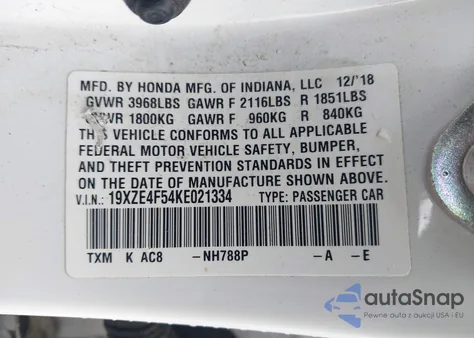 MFD. BY HONDA MFG. OF INDIANA, LLC 12/'18
GVWR 3968LBS GAWR F 2116LBS R 1851LBS
1800KG GAWR F 960KG R 840KG
THIS VEHICLE CONFORMS TO ALL APPLICABLE
FEDERAL MOTOR VEHICLE SAFETY, BUMPER,
AND THEFT PREVENTION STANDARDS IN EFFECT
ON THE DATE OF MANUFACTURE SHOWN ABOVE.
V.I.N.: 19XZE4F54KE021334 TYPE: PASSENGER CAR
TXM K AC8 -NH788P -A -E
autoSnap
Pewne auta z aukcji USA i EU